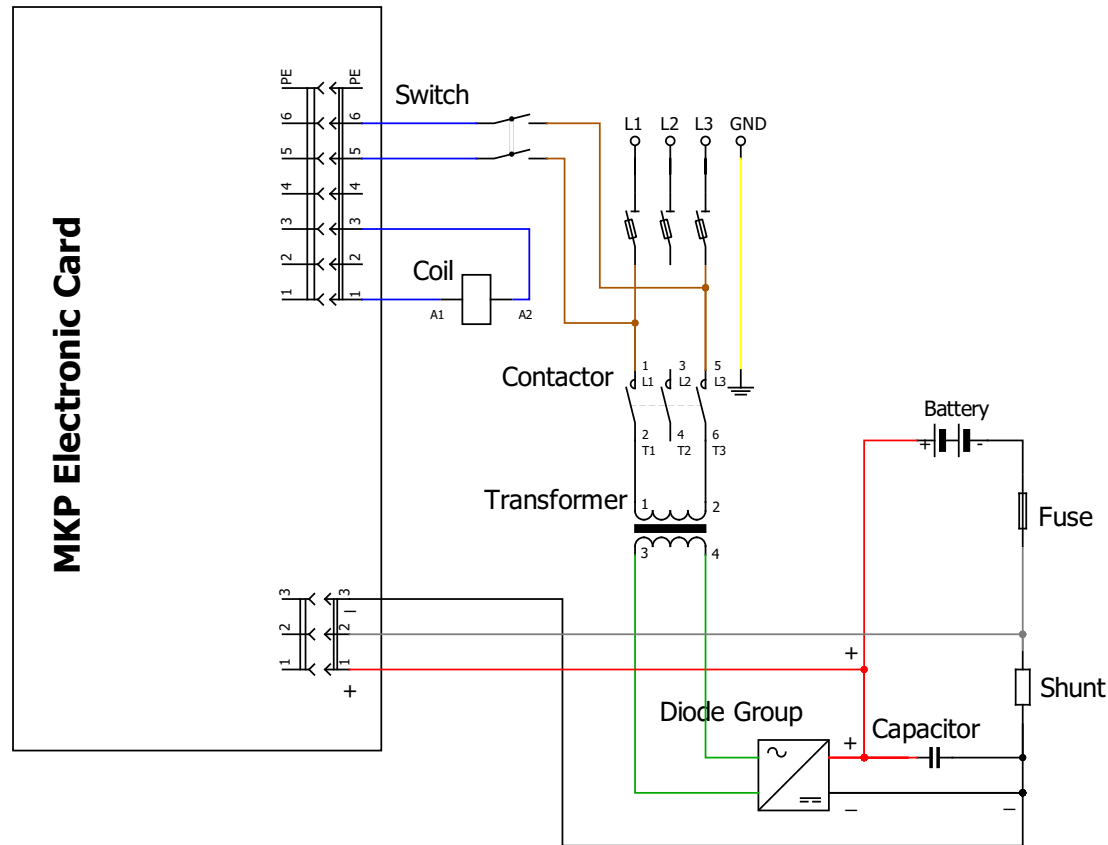 MKP Electronic Card
PE
6
5
4
3
2
1
PE
6
5
4
3
2
1
Switch
Coil
A1
A2
L1
L2
L3
GND
Contactor
1
L1
3
L2
5
L3
2
T1
4
T2
6
T3
Transformer
1
2
3
4
Battery
+
-
Fuse
Shunt
3
2
1
3
−
2
1
+
+
Diode Group
+
−
Capacitor
−